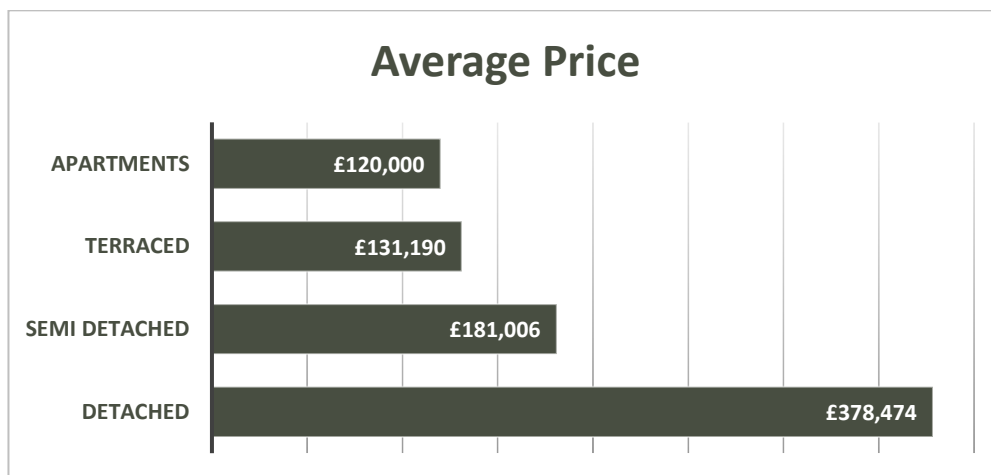 Average Price
APARTMENTS
£120,000
TERRACED
£131,190
SEMI DETACHED
£181,006
DETACHED
£378,474